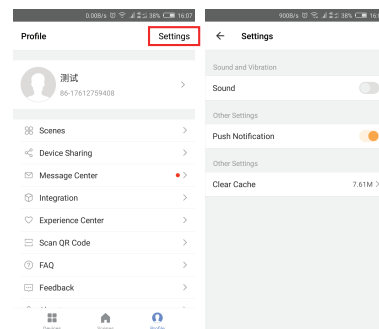 0.00B/s 38% 16:07
Profile
Settings
测试
86-17612759408
Scenes
Device Sharing
Message Center
Integration
Experience Center
Scan QR Code
FAQ
Feedback
Devices
Scenes
Profile
900B/s 38% 16:
Settings
Sound and Vibration
Sound
Other Settings
Push Notification
Other Settings
Clear Cache
7.61M